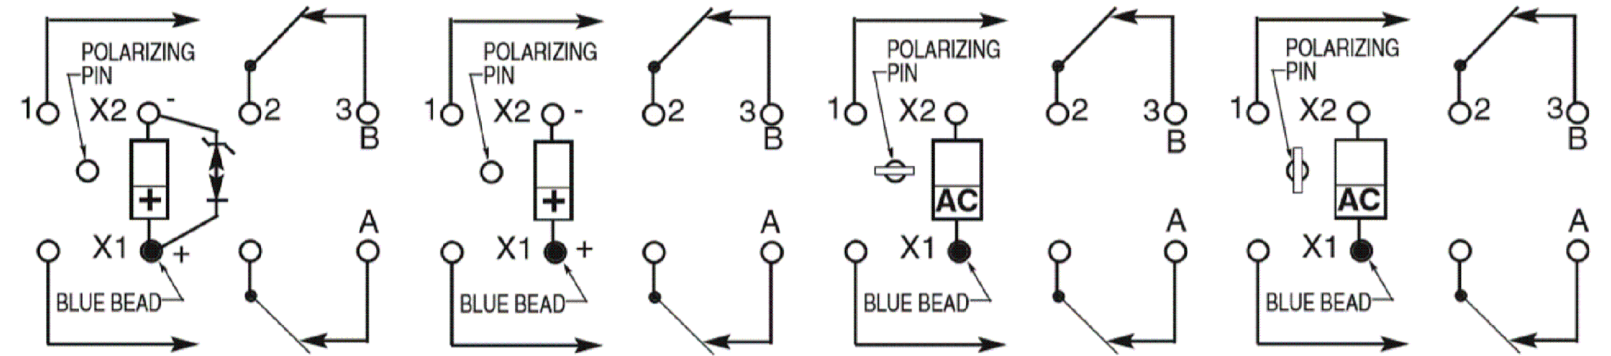 POLARIZING
PIN
1 X2 - 2 3
B
+
A
X1 +
BLUE BEAD
POLARIZING
PIN
1 X2 - 2 3
B
+
A
X1 +
BLUE BEAD
POLARIZING
PIN
1 X2 2 3
B
AC
A
X1
BLUE BEAD
POLARIZING
PIN
1 X2 2 3
B
AC
A
X1
BLUE BEAD